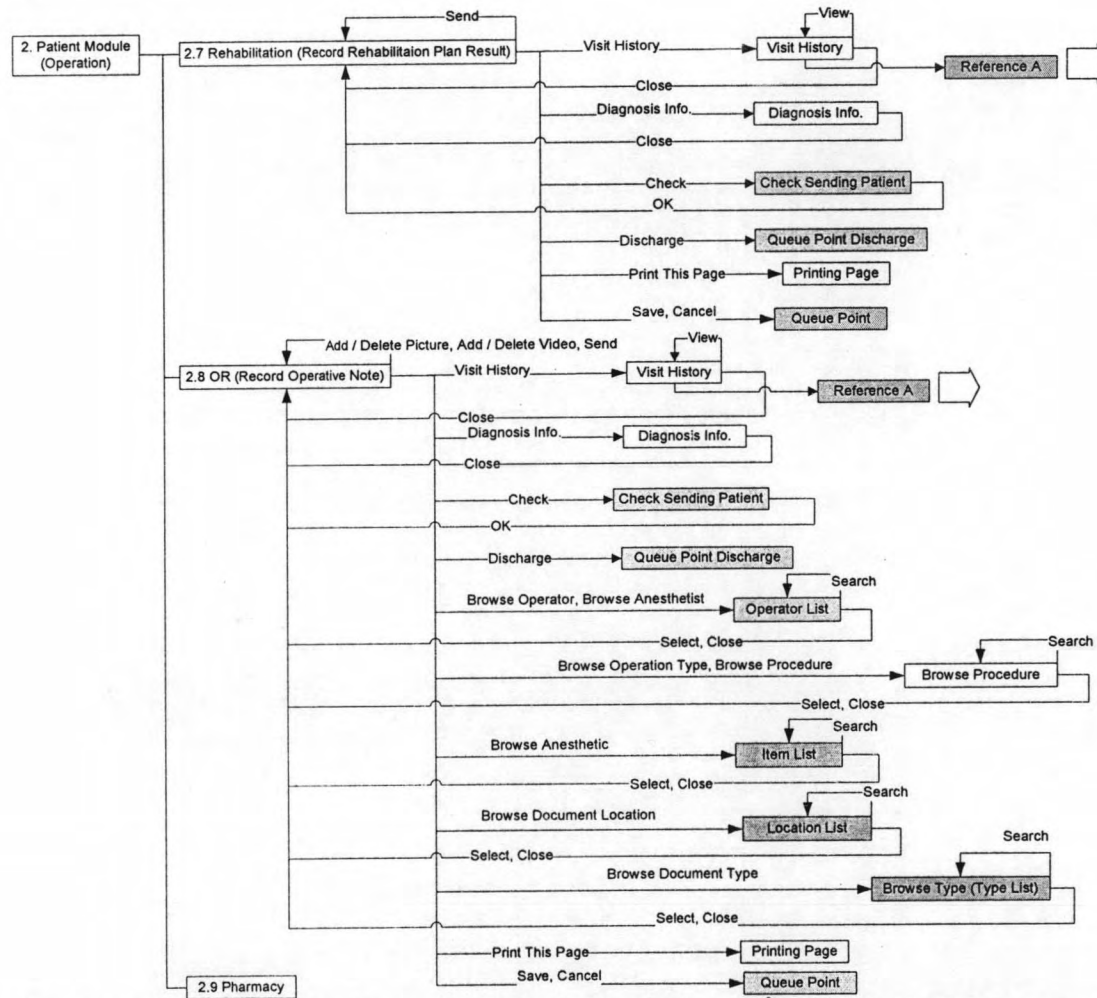 Send
2. Patient Module
(Operation)
2.7 Rehabilitation (Record Rehabilitaion Plan Result)
View
Visit History
Visit History
Reference A
Close
Diagnosis Info.
Diagnosis Info.
Close
Check
Check Sending Patient
OK
Discharge
Queue Point Discharge
Print This Page
Printing Page
Save, Cancel
Queue Point
Add / Delete Picture, Add / Delete Video, Send
View
2.8 OR (Record Operative Note)
Visit History
Visit History
Reference A
Close
Diagnosis Info.
Diagnosis Info.
Close
Check
Check Sending Patient
OK
Discharge
Queue Point Discharge
Search
Browse Operator, Browse Anesthetist
Operator List
Select, Close
Search
Browse Operation Type, Browse Procedure
Browse Procedure
Select, Close
Search
Browse Anesthetic
Item List
Select, Close
Search
Browse Document Location
Location List
Select, Close
Search
Browse Document Type
Browse Type (Type List)
Select, Close
Print This Page
Printing Page
Save, Cancel
Queue Point
2.9 Pharmacy